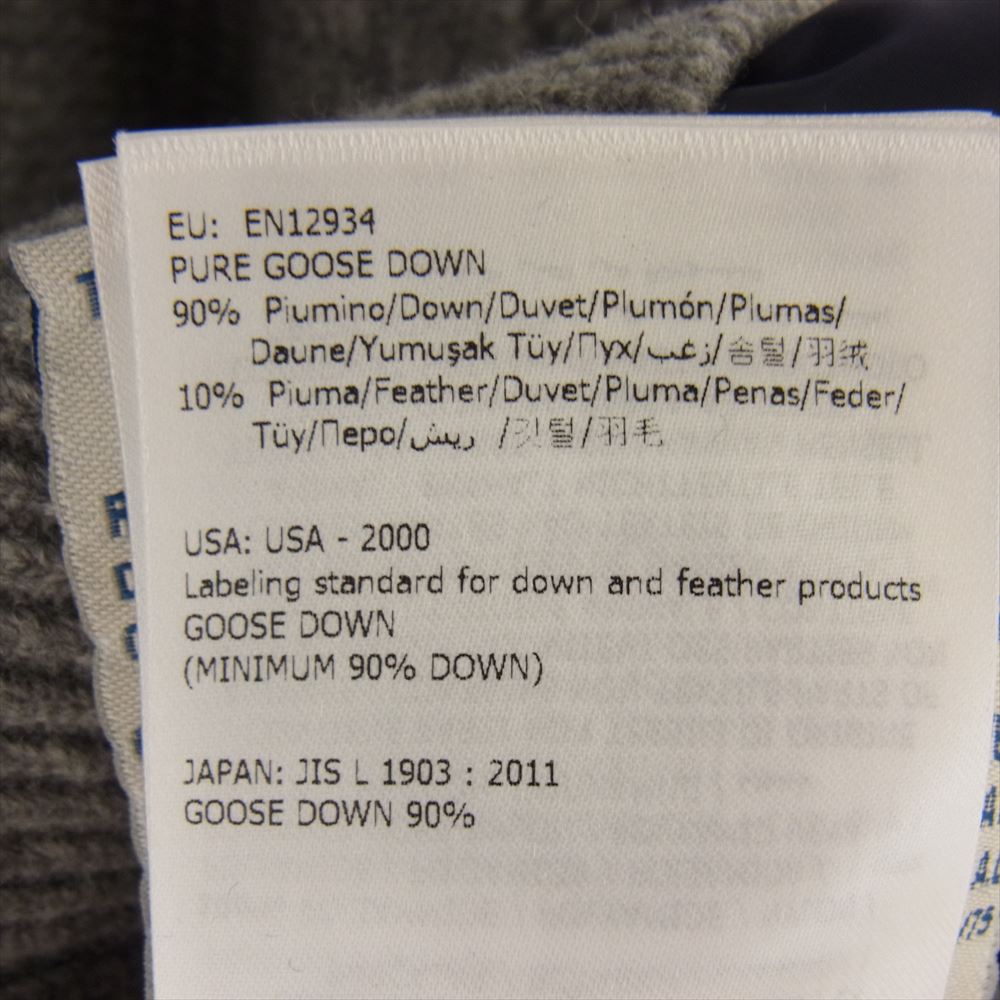 EU: EN12934
PURE GOOSE DOWN
90% Piumino/Down/Duvet/Plumón/Plumas/
Daune/Yumuşak Tüy/Пух/زغب/솜털/羽绒
10% Piuma/Feather/Duvet/Pluma/Penas/Feder/
Tüy/Перо/ريش /깃털/羽毛
USA: USA - 2000
Labeling standard for down and feather products
GOOSE DOWN
(MINIMUM 90% DOWN)
JAPAN: JIS L 1903 : 2011
GOOSE DOWN 90%